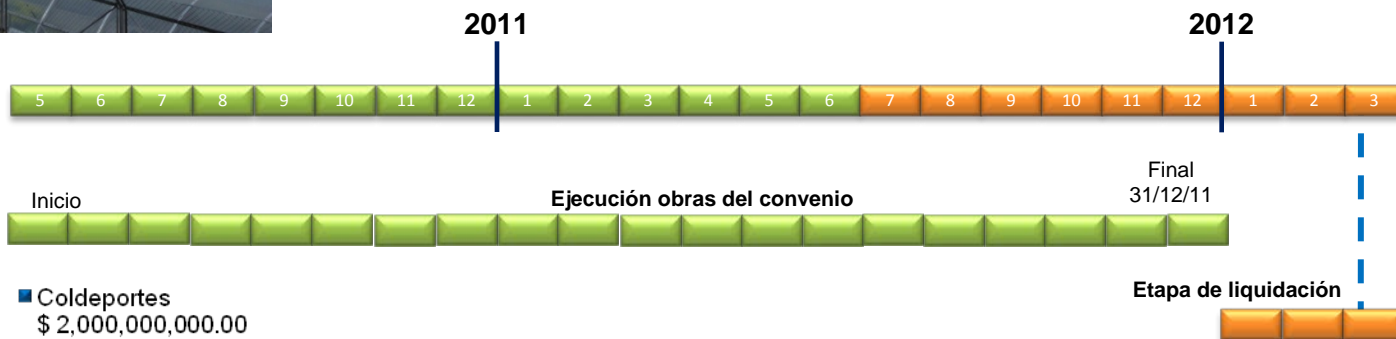 2011
2012
5 6 7 8 9 10 11 12 1 2 3 4 5 6 7 8 9 10 11 12 1 2 3
Inicio
Ejecución obras del convenio
Final
31/12/11
Etapa de liquidación
Coldeportes
$ 2,000,000,000.00